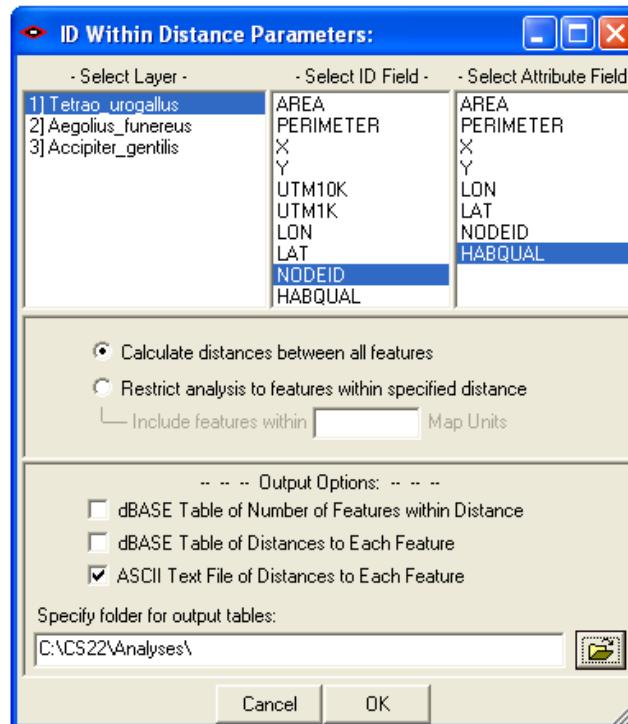 ID Within Distance Parameters:
- Select Layer -
1] Tetrao_urogallus
2] Aegolius_funereus
3] Accipiter_gentilis
- Select ID Field -
AREA
PERIMETER
X
Y
UTM10K
UTM1K
LON
LAT
NODEID
HABQUAL
- Select Attribute Field
AREA
PERIMETER
X
Y
LON
LAT
NODEID
HABQUAL
Calculate distances between all features
Restrict analysis to features within specified distance
Include features within Map Units
-- -- -- Output Options: -- -- --
dBASE Table of Number of Features within Distance
dBASE Table of Distances to Each Feature
ASCII Text File of Distances to Each Feature
Specify folder for output tables:
C:\CS22\Analyses\
Cancel OK